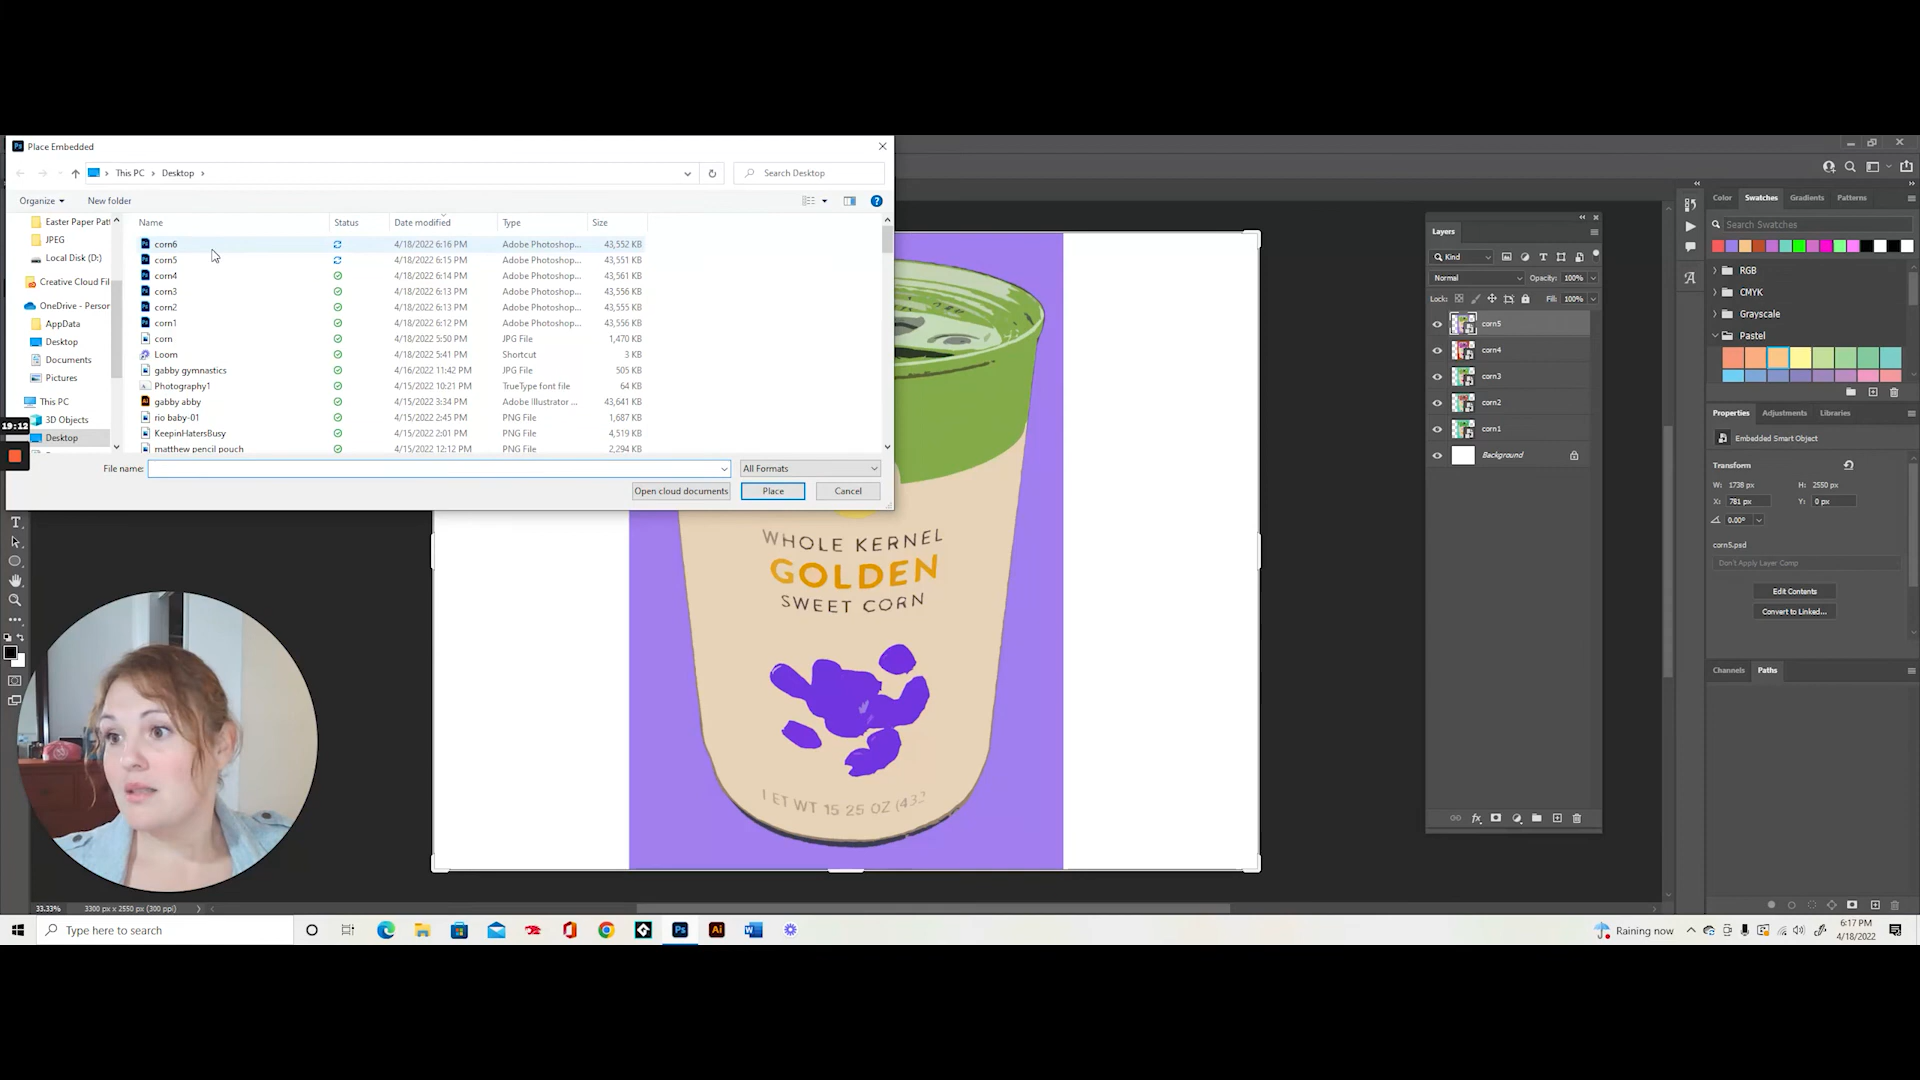 Place Embedded
This PC
Desktop
Search Desktop
Organize
New folder
Name Status Date modified Type Size
corn6 4/18/2022 6:16 PM Adobe Photoshop... 43,552 KB
corn5 4/18/2022 6:15 PM Adobe Photoshop... 43,551 KB
corn4 4/18/2022 6:14 PM Adobe Photoshop... 43,561 KB
corn3 4/18/2022 6:13 PM Adobe Photoshop... 43,556 KB
corn2 4/18/2022 6:13 PM Adobe Photoshop... 43,555 KB
corn1 4/18/2022 6:12 PM Adobe Photoshop... 43,556 KB
corn 4/18/2022 5:50 PM JPG File 1,470 KB
Loom 4/18/2022 5:41 PM Shortcut 3 KB
gabby gymnastics 4/16/2022 11:42 PM JPG File 505 KB
Photography1 4/15/2022 10:21 PM TrueType font file 64 KB
gabby abby 4/15/2022 3:34 PM Adobe Illustrator ... 43,641 KB
rio baby-01 4/15/2022 2:45 PM PNG File 1,687 KB
KeepinHatersBusy 4/15/2022 2:01 PM PNG File 4,519 KB
matthew pencil pouch 4/15/2022 12:12 PM PNG File 2,294 KB
Easter Paper Patt
JPEG
Local Disk (D:)
Creative Cloud Fil
OneDrive - Person
AppData
Desktop
Documents
Pictures
This PC
3D Objects
Desktop
19:12
File name:
All Formats
Open cloud documents
Place
Cancel
WHOLE KERNEL
GOLDEN
SWEET CORN
ET WT 15 25 OZ (432
Layers
Kind
Normal
Opacity: 100%
Lock:
Fill: 100%
corn5
corn4
corn3
corn2
corn1
Background
Color Swatches Gradients Patterns
Search Swatches
RGB
CMYK
Grayscale
Pastel
Properties Adjustments Libraries
Embedded Smart Object
Transform
W: 1738 px H: 2550 px
X: 781 px Y: 0 px
0.00°
corn5.psd
Don't Apply Layer Comp
Edit Contents
Convert to Linked...
Channels Paths
33.33% 3300 px x 2550 px (300 ppi)
Type here to search
Raining now
6:17 PM
4/18/2022